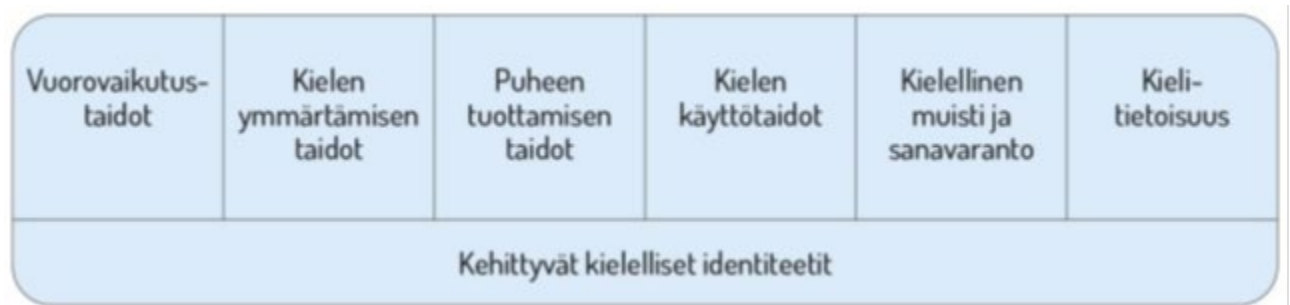 Vuorovaikutus-
taidot
Kielen
ymmärtämisen
taidot
Puheen
tuottamisen
taidot
Kielen
käyttötaidot
Kielellinen
muisti ja
sanavaranto
Kieli-
tietoisuus
Kehittyvät kielelliset identiteetit